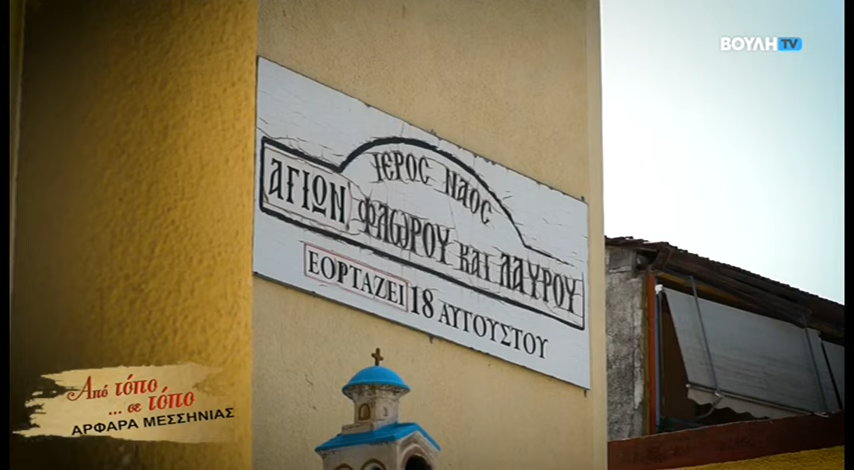 ΒΟΥΛΗ TV
ΙΕΡΟΣ ΝΑΟΣ
ΑΓΙΩΝ ΦΛΩΡΟΥ ΚΑΙ ΛΑΥΡΟΥ
ΕΟΡΤΑΖΕΙ 18 ΑΥΓΟΥΣΤΟΥ
Από τόπο
... σε τόπο
ΑΡΦΑΡΑ ΜΕΣΣΗΝΙΑΣ